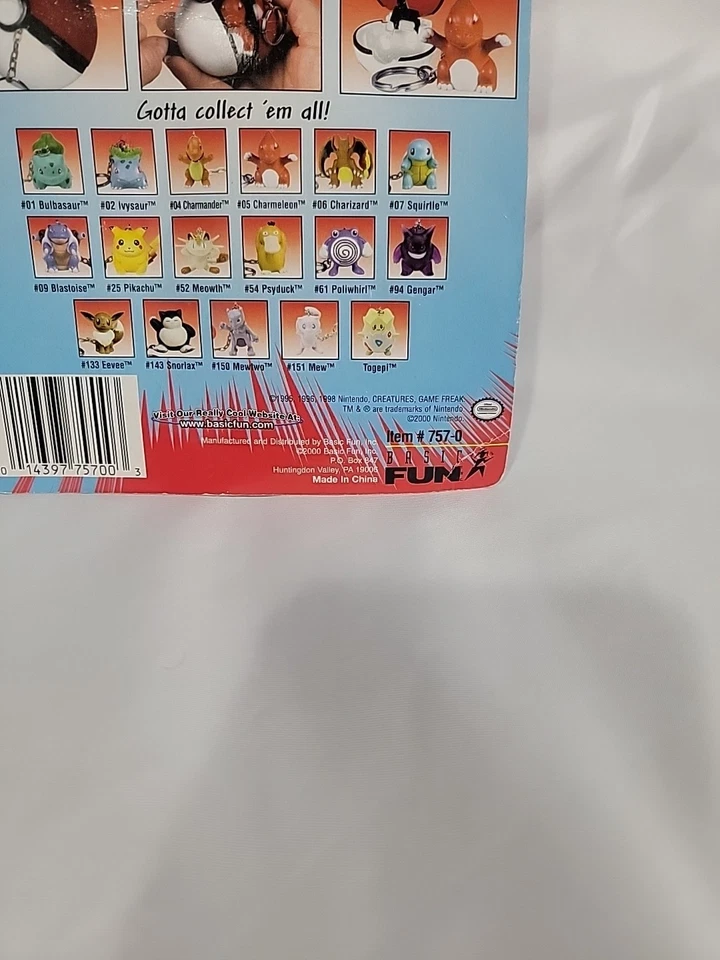 Gotta collect 'em all!
#01 Bulbasaur™ #02 Ivysaur™ #04 Charmander™ #05 Charmeleon™ #06 Charizard™ #07 Squirtle™
#09 Blastoise™ #25 Pikachu™ #52 Meowth™ #54 Psyduck™ #61 Poliwhirl™ #94 Gengar™
#133 Eevee™ #143 Snorlax™ #150 Mewtwo™ #151 Mew™ Togepi™
©1995, 1996, 1998 Nintendo, CREATURES, GAME FREAK
TM & ® are trademarks of Nintendo
©2000 Nintendo.
Visit Our Really Cool Website At:
www.basicfun.com
Manufactured and Distributed by Basic Fun, Inc.
©2000 Basic Fun, Inc.
P.O. Box 847
Huntingdon Valley, PA 19006
Made In China
Item # 757-0
BASIC
FUN
0 14397 75700 3